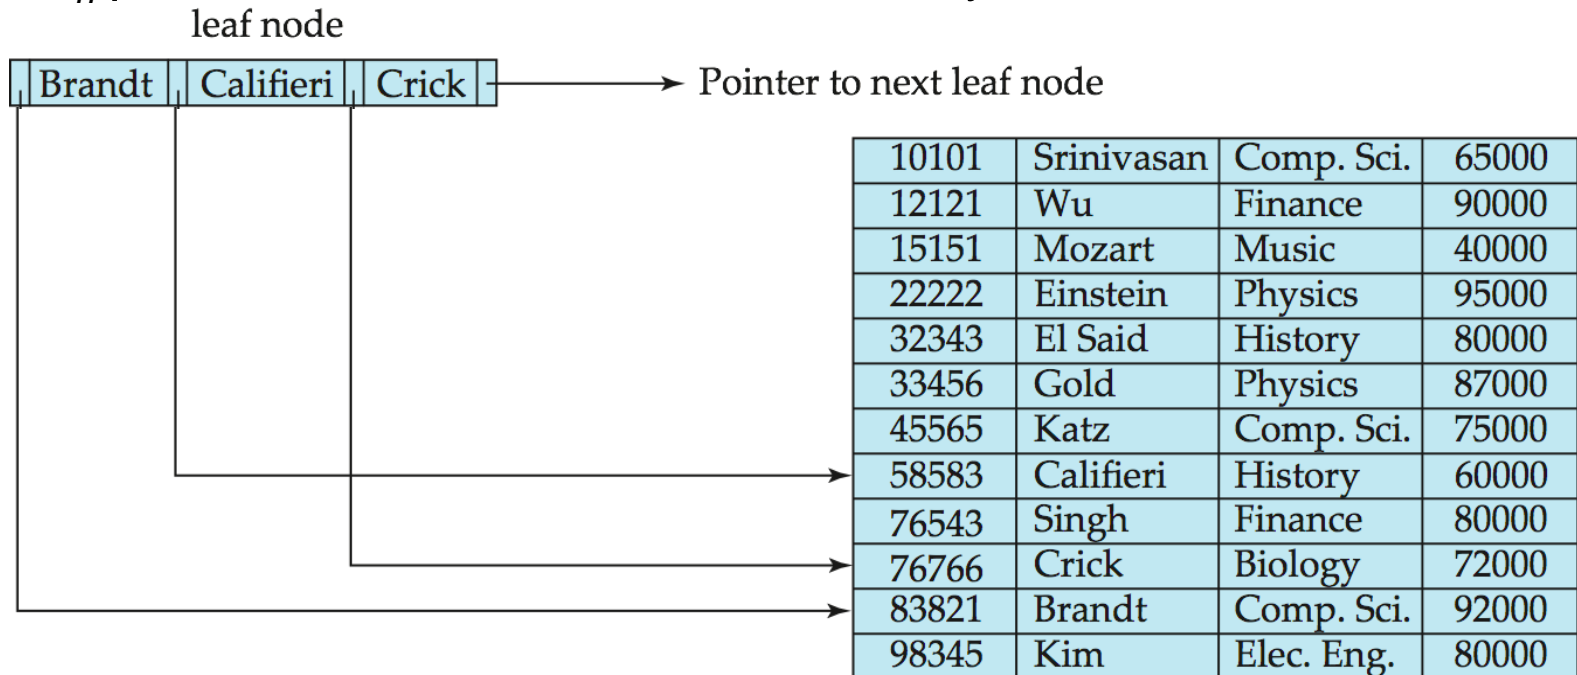 leaf node
Brandt Califieri Crick Pointer to next leaf node
10101 Srinivasan Comp. Sci. 65000
12121 Wu Finance 90000
15151 Mozart Music 40000
22222 Einstein Physics 95000
32343 El Said History 80000
33456 Gold Physics 87000
45565 Katz Comp. Sci. 75000
58583 Califieri History 60000
76543 Singh Finance 80000
76766 Crick Biology 72000
83821 Brandt Comp. Sci. 92000
98345 Kim Elec. Eng. 80000